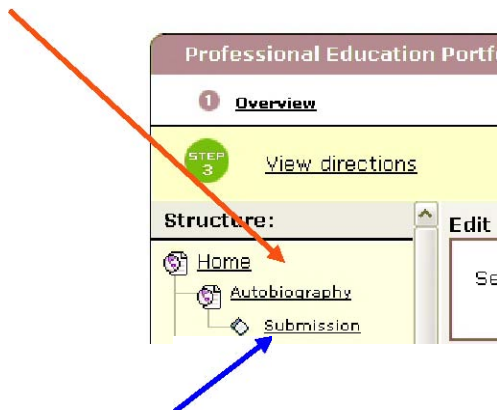 Professional Education Portf
1 Overview
STEP 3 View directions
Structure: Edit
Home Se
Autobiography
Submission